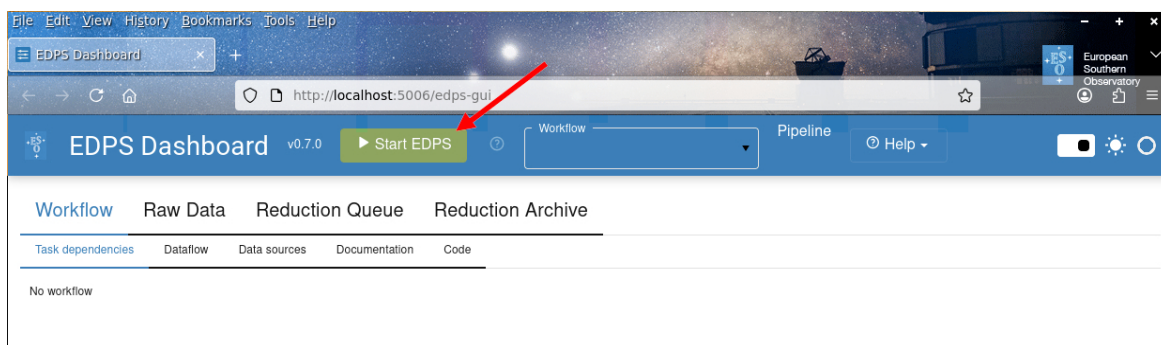 File Edit View History Bookmarks Tools Help
EDPS Dashboard × +
European Southern Observatory
http://localhost:5006/edps-gui
EDPS Dashboard v0.7.0 Start EDPS Workflow Pipeline Help
Workflow Raw Data Reduction Queue Reduction Archive
Task dependencies Dataflow Data sources Documentation Code
No workflow